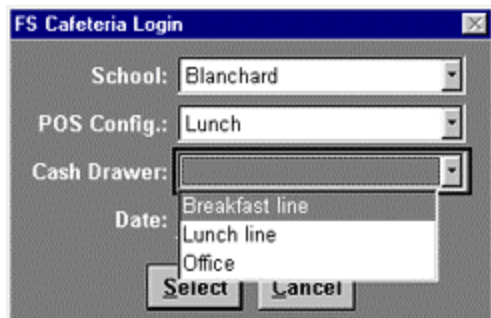 FS Cafeteria Login
School: Blanchard
POS Config.: Lunch
Cash Drawer:
Breakfast line
Date:
Lunch line
Office
Select Cancel